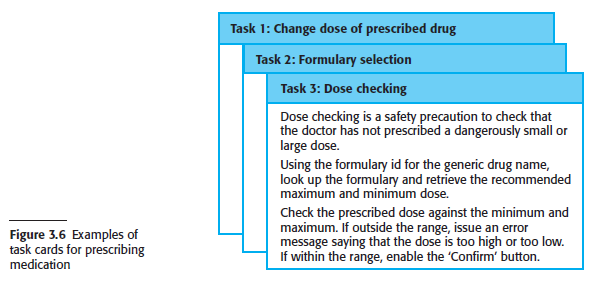 Task 1: Change dose of prescribed drug
Task 2: Formulary selection
Task 3: Dose checking
Dose checking is a safety precaution to check that
the doctor has not prescribed a dangerously small or
large dose.
Using the formulary id for the generic drug name,
look up the formulary and retrieve the recommended
maximum and minimum dose.
Check the prescribed dose against the minimum and
maximum. If outside the range, issue an error
message saying that the dose is too high or too low.
If within the range, enable the ‘Confirm’ button.
Figure 3.6 Examples of
task cards for prescribing
medication